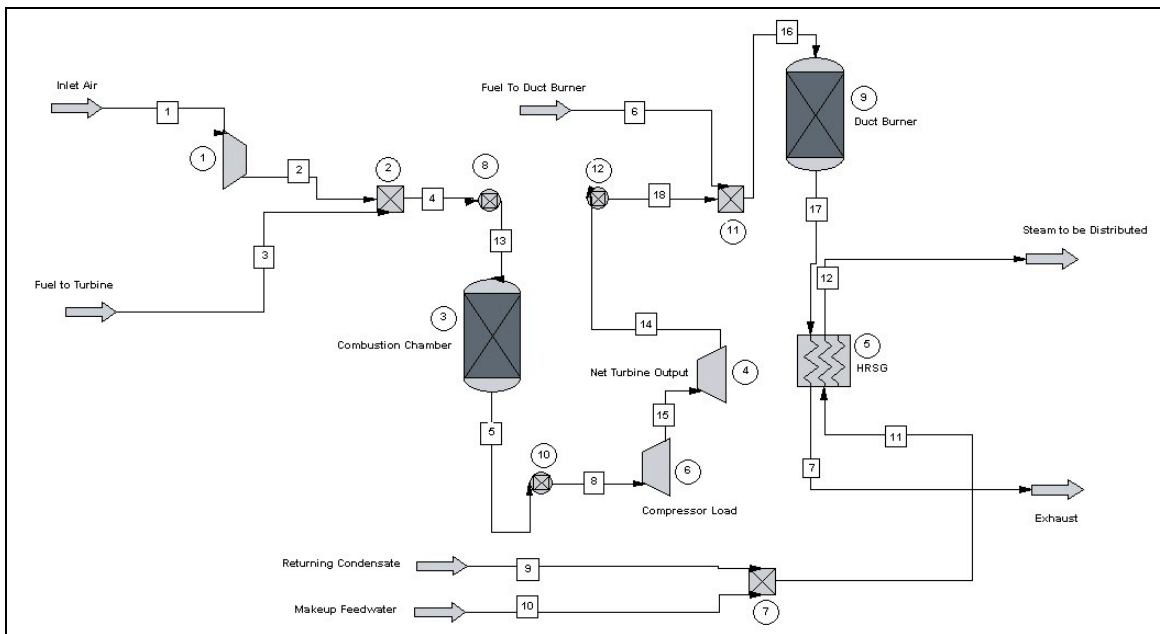 16
Inlet Air
Fuel To Duct Burner
9
1
6
Duct Burner
1
2
2
8
12
4
18
11
17
13
Steam to be Distributed
3
12
Fuel to Turbine
3
14
5
Combustion Chamber
HRSG
Net Turbine Output
4
15
5
11
10
7
8
6
Compressor Load
Exhaust
Returning Condensate
9
Makeup Feedwater
10
7